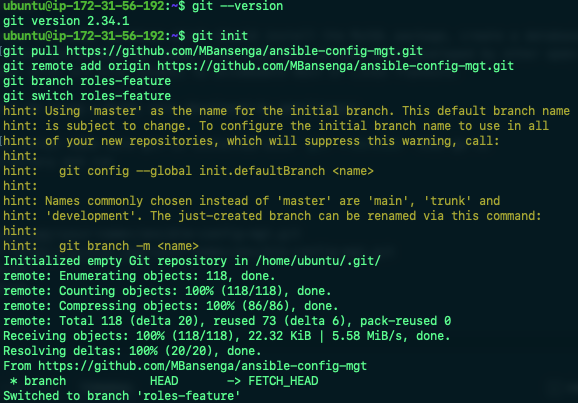 ubuntu@ip-172-31-56-192:~$ git --version
git version 2.34.1
ubuntu@ip-172-31-56-192:~$ git init
git pull https://github.com/MBansenga/ansible-config-mgt.git
git remote add origin https://github.com/MBansenga/ansible-config-mgt.git
git branch roles-feature
git switch roles-feature
hint: Using 'master' as the name for the initial branch. This default branch name
hint: is subject to change. To configure the initial branch name to use in all
hint: of your new repositories, which will suppress this warning, call:
hint:
hint:   git config --global init.defaultBranch <name>
hint:
hint: Names commonly chosen instead of 'master' are 'main', 'trunk' and
hint: 'development'. The just-created branch can be renamed via this command:
hint:
hint:   git branch -m <name>
Initialized empty Git repository in /home/ubuntu/.git/
remote: Enumerating objects: 118, done.
remote: Counting objects: 100% (118/118), done.
remote: Compressing objects: 100% (86/86), done.
remote: Total 118 (delta 20), reused 73 (delta 6), pack-reused 0
Receiving objects: 100% (118/118), 22.32 KiB | 5.58 MiB/s, done.
Resolving deltas: 100% (20/20), done.
From https://github.com/MBansenga/ansible-config-mgt
 * branch            HEAD       -> FETCH_HEAD
Switched to branch 'roles-feature'